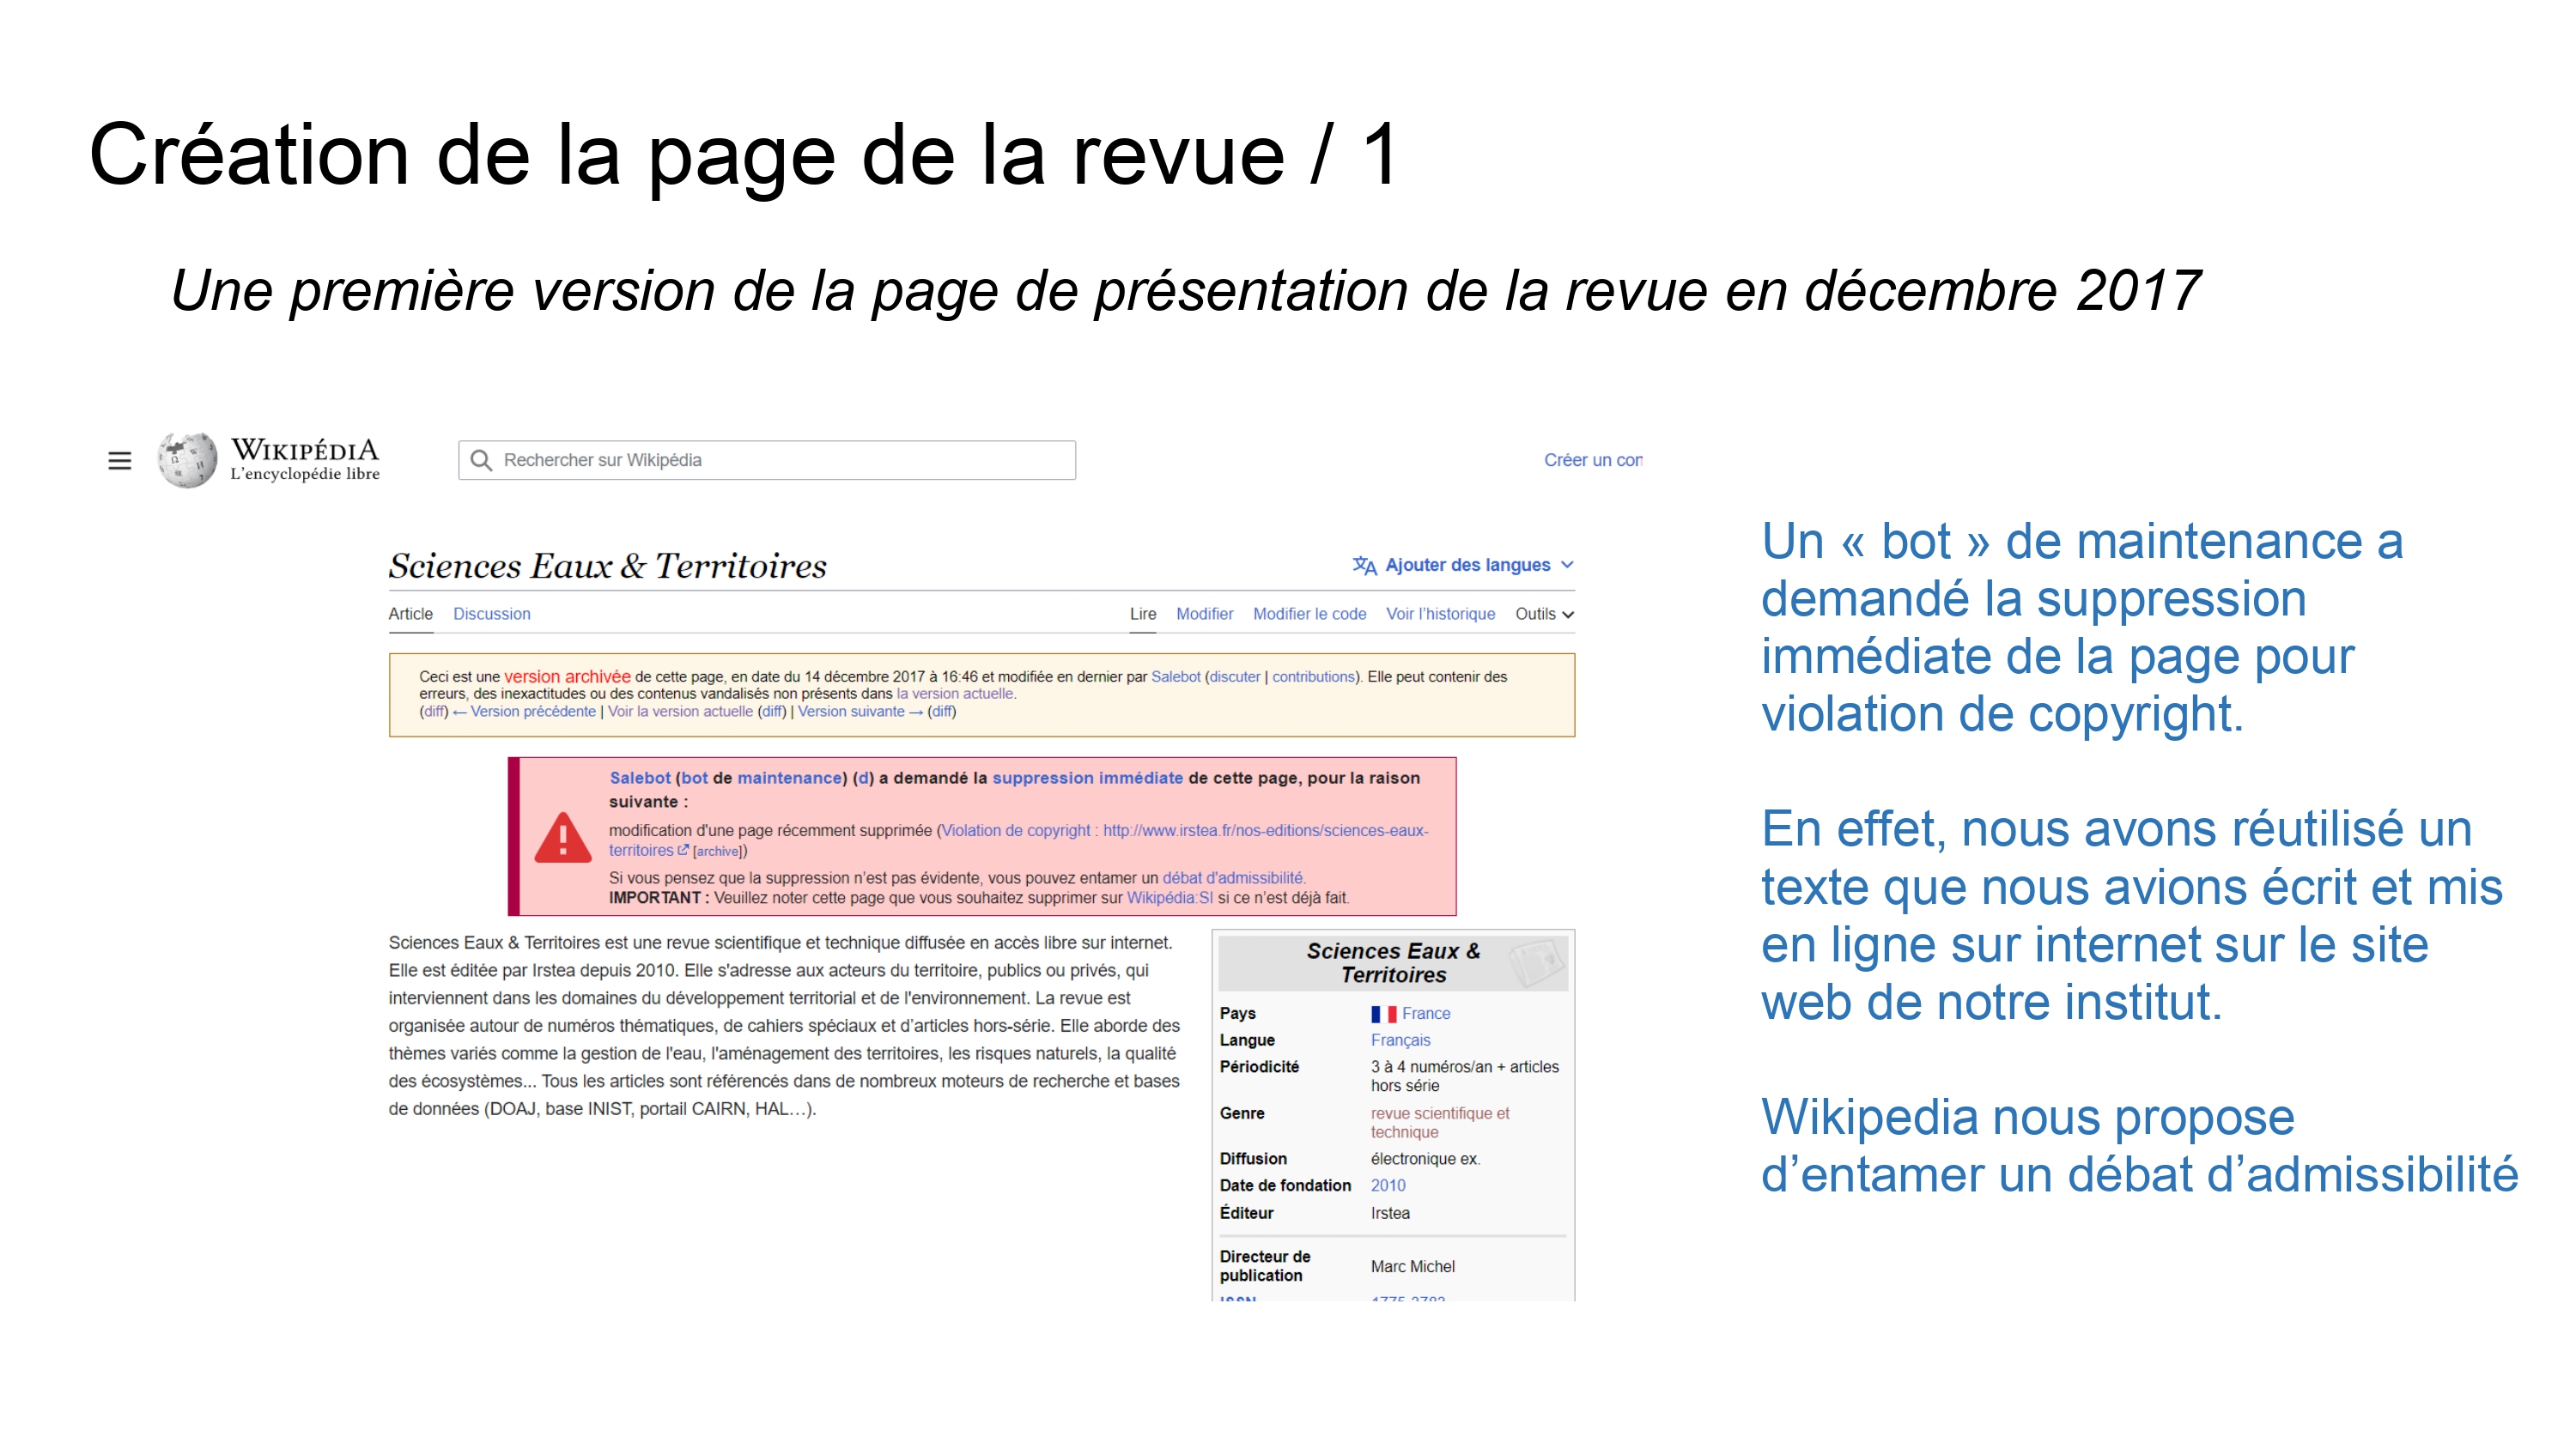 Création de la page de la revue / 1
Une première version de la page de présentation de la revue en décembre 2017
WIKIPÉDIA
L'encyclopédie libre
Rechercher sur Wikipédia
Créer un con
Sciences Eaux & Territoires
Ajouter des langues
Article Discussion
Lire Modifier Modifier le code Voir l'historique Outils
Ceci est une version archivée de cette page, en date du 14 décembre 2017 à 16:46 et modifiée en dernier par Salebot (discuter | contributions). Elle peut contenir des
erreurs, des inexactitudes ou des contenus vandalisés non présents dans la version actuelle.
(diff) ← Version précédente | Voir la version actuelle (diff) | Version suivante → (diff)
Salebot (bot de maintenance) (d) a demandé la suppression immédiate de cette page, pour la raison
suivante :
modification d'une page récemment supprimée (Violation de copyright : http://www.irstea.fr/nos-editions/sciences-eaux-
territoires [archive])
Si vous pensez que la suppression n'est pas évidente, vous pouvez entamer un débat d'admissibilité.
IMPORTANT : Veuillez noter cette page que vous souhaitez supprimer sur Wikipédia:SI si ce n'est déjà fait.
Sciences Eaux & Territoires est une revue scientifique et technique diffusée en accès libre sur internet.
Elle est éditée par Irstea depuis 2010. Elle s'adresse aux acteurs du territoire, publics ou privés, qui
interviennent dans les domaines du développement territorial et de l'environnement. La revue est
organisée autour de numéros thématiques, de cahiers spéciaux et d'articles hors-série. Elle aborde des
thèmes variés comme la gestion de l'eau, l'aménagement des territoires, les risques naturels, la qualité
des écosystèmes... Tous les articles sont référencés dans de nombreux moteurs de recherche et bases
de données (DOAJ, base INIST, portail CAIRN, HAL…).
Sciences Eaux &
Territoires
Pays France
Langue Français
Périodicité 3 à 4 numéros/an + articles
hors série
Genre revue scientifique et
technique
Diffusion électronique ex.
Date de fondation 2010
Éditeur Irstea
Directeur de
publication Marc Michel
ISSN 1775-3783
Un « bot » de maintenance a
demandé la suppression
immédiate de la page pour
violation de copyright.
En effet, nous avons réutilisé un
texte que nous avions écrit et mis
en ligne sur internet sur le site
web de notre institut.
Wikipedia nous propose
d'entamer un débat d'admissibilité